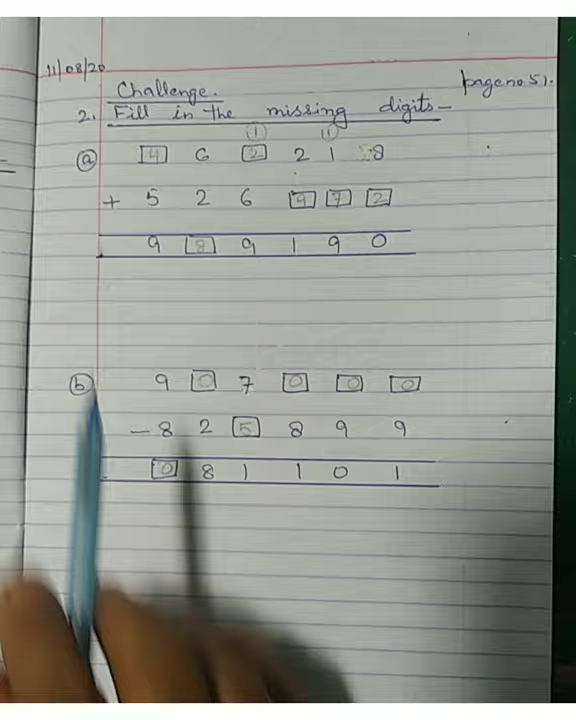 11/08/20
Challenge. page no. 51.
2. Fill in the missing digits-
(1) (1)
(a) 4 6 2 2 1 8
+ 5 2 6 9 7 2
9 8 9 1 9 0
(b) 9 0 7 0 0 0
- 8 2 5 8 9 9
0 8 1 1 0 1